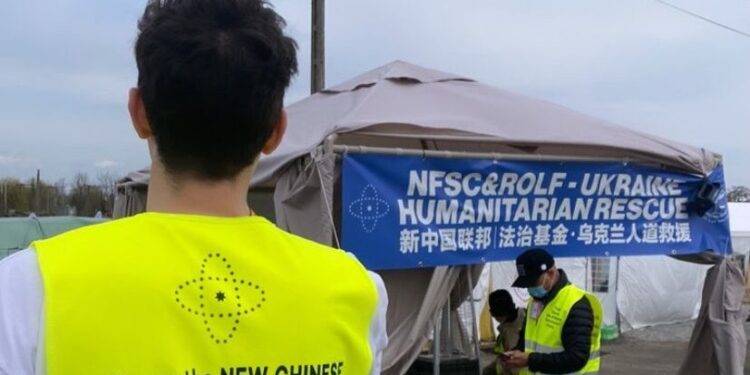 NFSC&ROLF - UKRAINE
HUMANITARIAN RESCUE
新中国联邦|法治基金·乌克兰人道救援
the NEW CHINESE